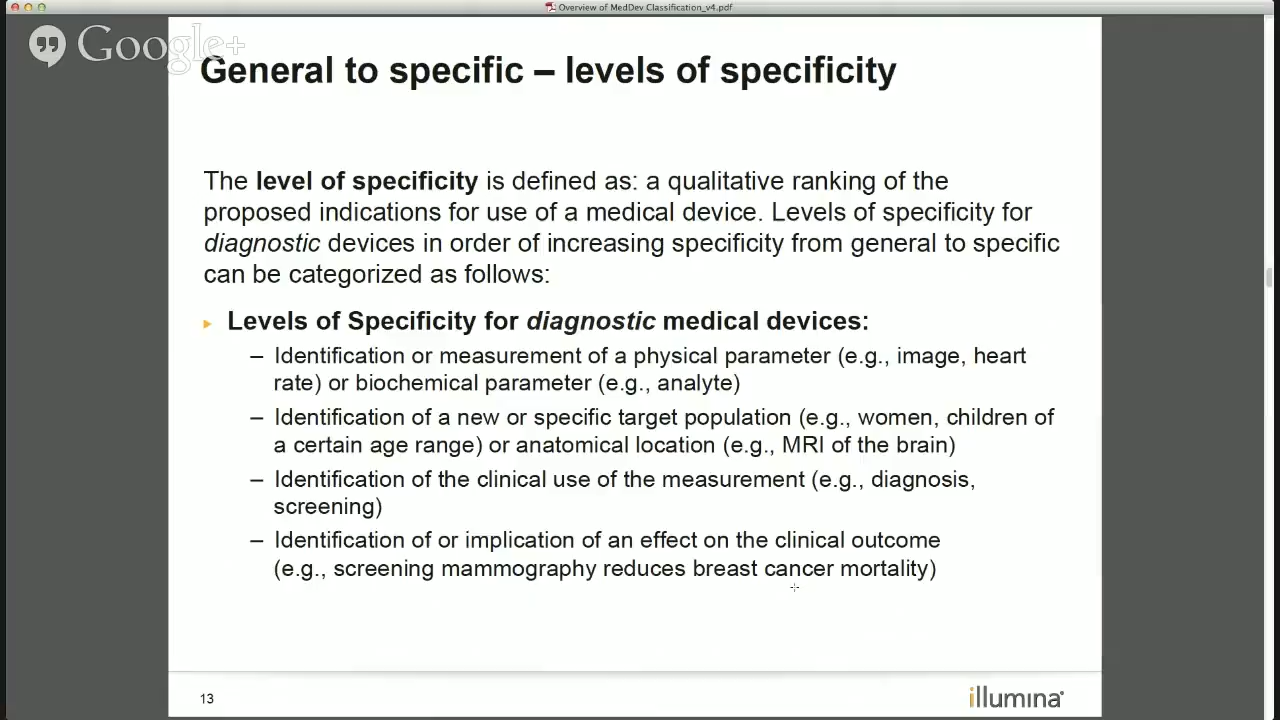 Overview of MedDev Classification_v4.pdf
Google+
General to specific – levels of specificity
The level of specificity is defined as: a qualitative ranking of the
proposed indications for use of a medical device. Levels of specificity for
diagnostic devices in order of increasing specificity from general to specific
can be categorized as follows:
Levels of Specificity for diagnostic medical devices:
– Identification or measurement of a physical parameter (e.g., image, heart
rate) or biochemical parameter (e.g., analyte)
– Identification of a new or specific target population (e.g., women, children of
a certain age range) or anatomical location (e.g., MRI of the brain)
– Identification of the clinical use of the measurement (e.g., diagnosis,
screening)
– Identification of or implication of an effect on the clinical outcome
(e.g., screening mammography reduces breast cancer mortality)
13
illumina